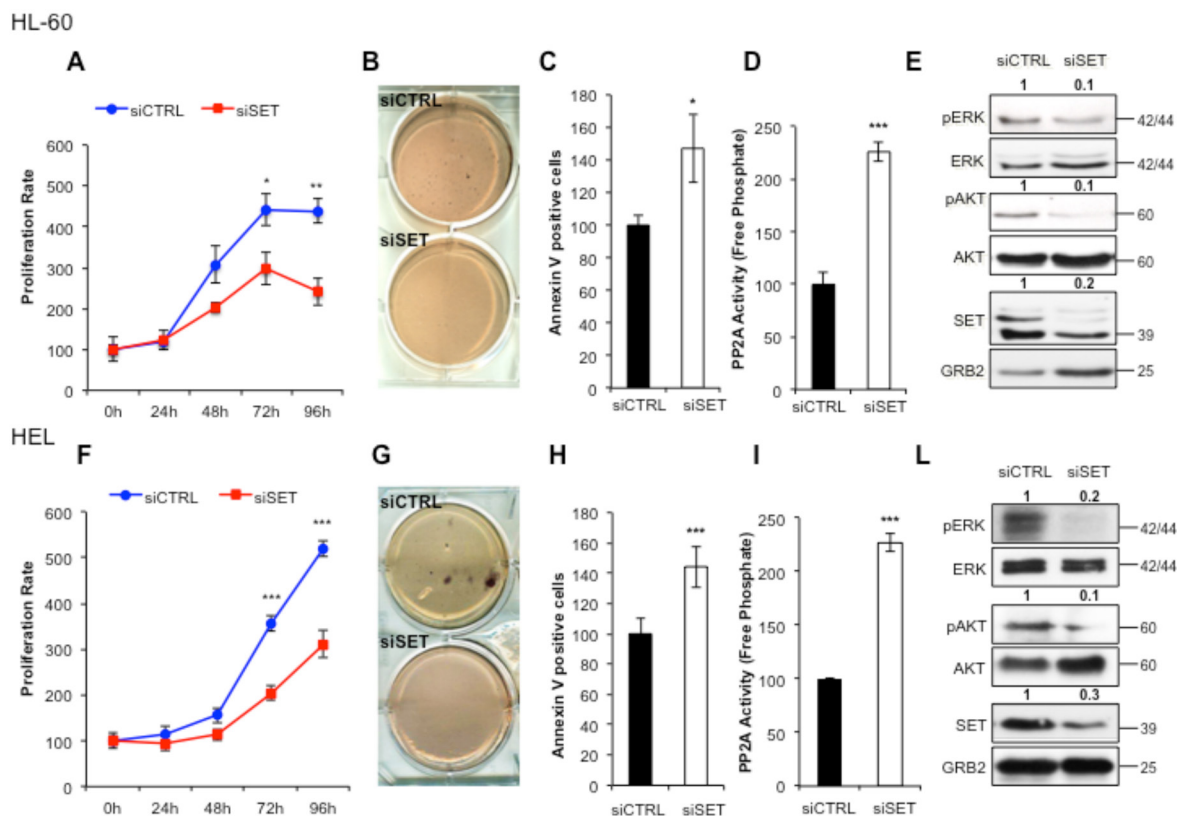 HL-60
A
siCTRL siSET
Proliferation Rate
600
500
400
300
200
100
0
* **
0h 24h 48h 72h 96h
B
siCTRL
siSET
C
Annexin V positive cells
180
160
140
120
100
80
60
40
20
0
*
siCTRL siSET
D
PP2A Activity (Free Phosphate)
250
200
150
100
50
0
***
siCTRL siSET
E
siCTRL siSET
1 0.1
pERK 42/44
ERK 42/44
1 0.1
pAKT 60
AKT 60
1 0.2
SET 39
GRB2 25
HEL
F
siCTRL siSET
Proliferation Rate
600
500
400
300
200
100
0
*** ***
0h 24h 48h 72h 96h
G
siCTRL
siSET
H
Annexin V positive cells
180
160
140
120
100
80
60
40
20
0
***
siCTRL siSET
I
PP2A Activity (Free Phosphate)
250
200
150
100
50
0
***
siCTRL siSET
L
siCTRL siSET
1 0.2
pERK 42/44
ERK 42/44
1 0.1
pAKT 60
AKT 60
1 0.3
SET 39
GRB2 25